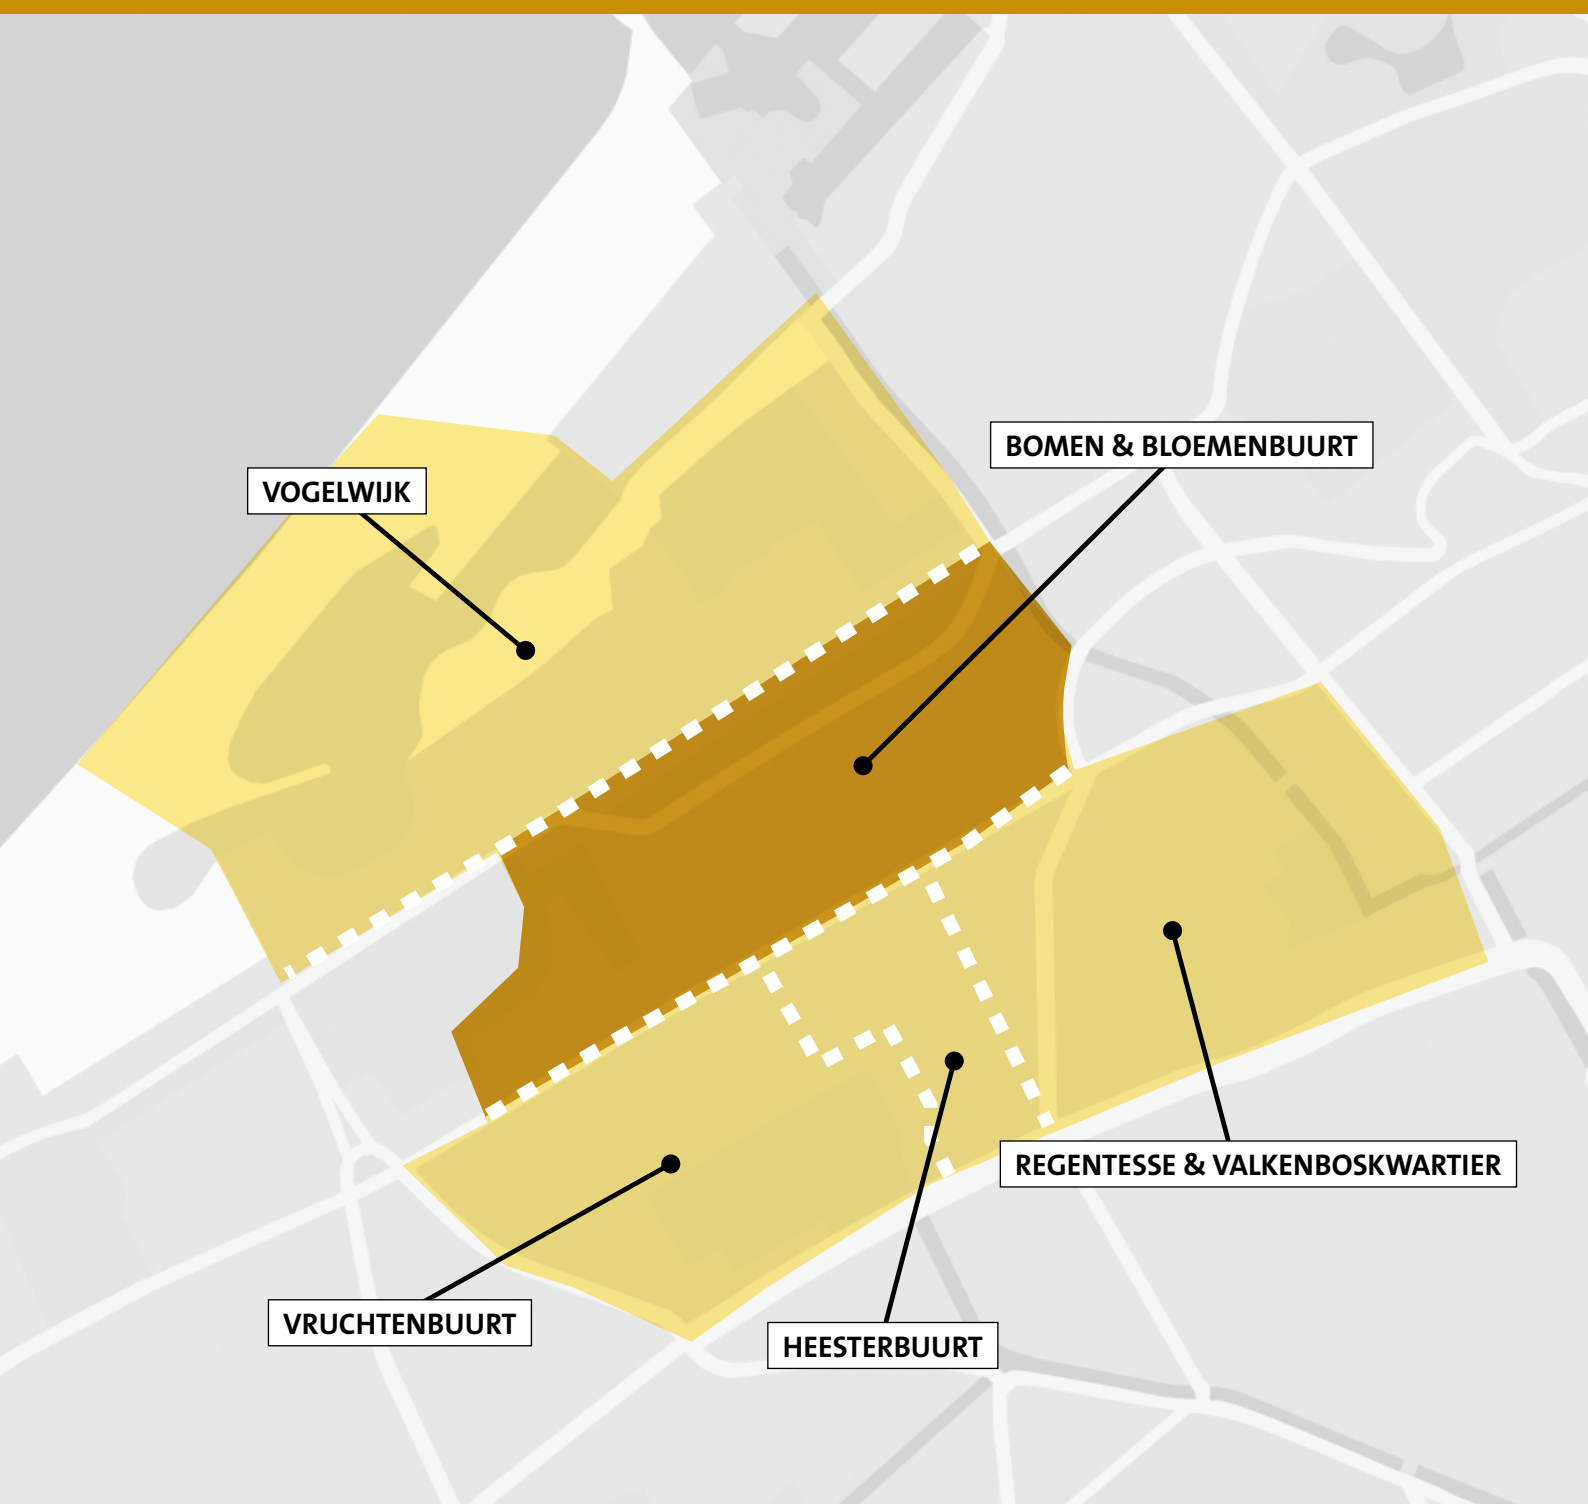 BOMEN & BLOEMENBUURT
VOGELWIJK
REGENTESSE & VALKENBOSKWARTIER
VRUCHTENBUURT
HEESTERBUURT